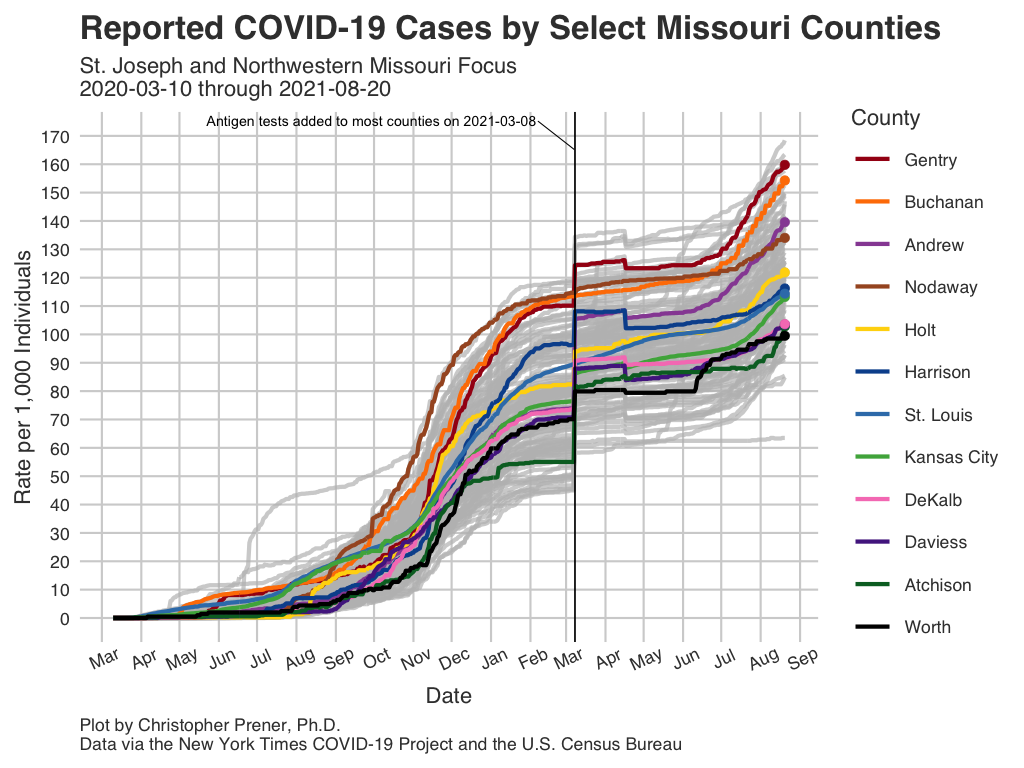 Reported COVID-19 Cases by Select Missouri Counties
St. Joseph and Northwestern Missouri Focus
2020-03-10 through 2021-08-20
Antigen tests added to most counties on 2021-03-08
County
Gentry
Buchanan
Andrew
Nodaway
Holt
Harrison
St. Louis
Kansas City
DeKalb
Daviess
Atchison
Worth
Rate per 1,000 Individuals
170
160
150
140
130
120
110
100
90
80
70
60
50
40
30
20
10
0
Mar Apr May Jun Jul Aug Sep Oct Nov Dec Jan Feb Mar Apr May Jun Jul Aug Sep
Date
Plot by Christopher Prener, Ph.D.
Data via the New York Times COVID-19 Project and the U.S. Census Bureau